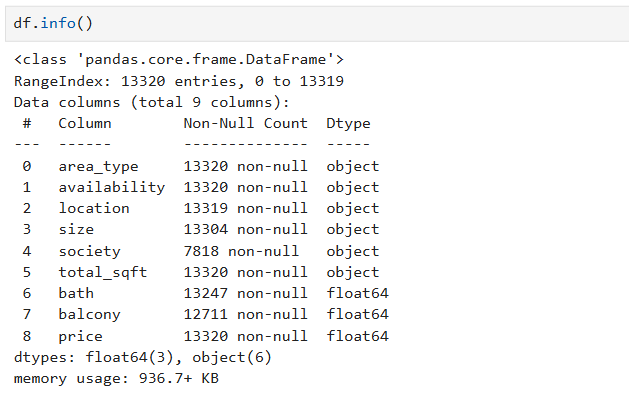 df.info()
<class 'pandas.core.frame.DataFrame'>
RangeIndex: 13320 entries, 0 to 13319
Data columns (total 9 columns):
 #   Column        Non-Null Count  Dtype
---  ------        --------------  -----
 0   area_type     13320 non-null  object
 1   availability  13320 non-null  object
 2   location      13319 non-null  object
 3   size          13304 non-null  object
 4   society       7818 non-null   object
 5   total_sqft    13320 non-null  object
 6   bath          13247 non-null  float64
 7   balcony       12711 non-null  float64
 8   price         13320 non-null  float64
dtypes: float64(3), object(6)
memory usage: 936.7+ KB